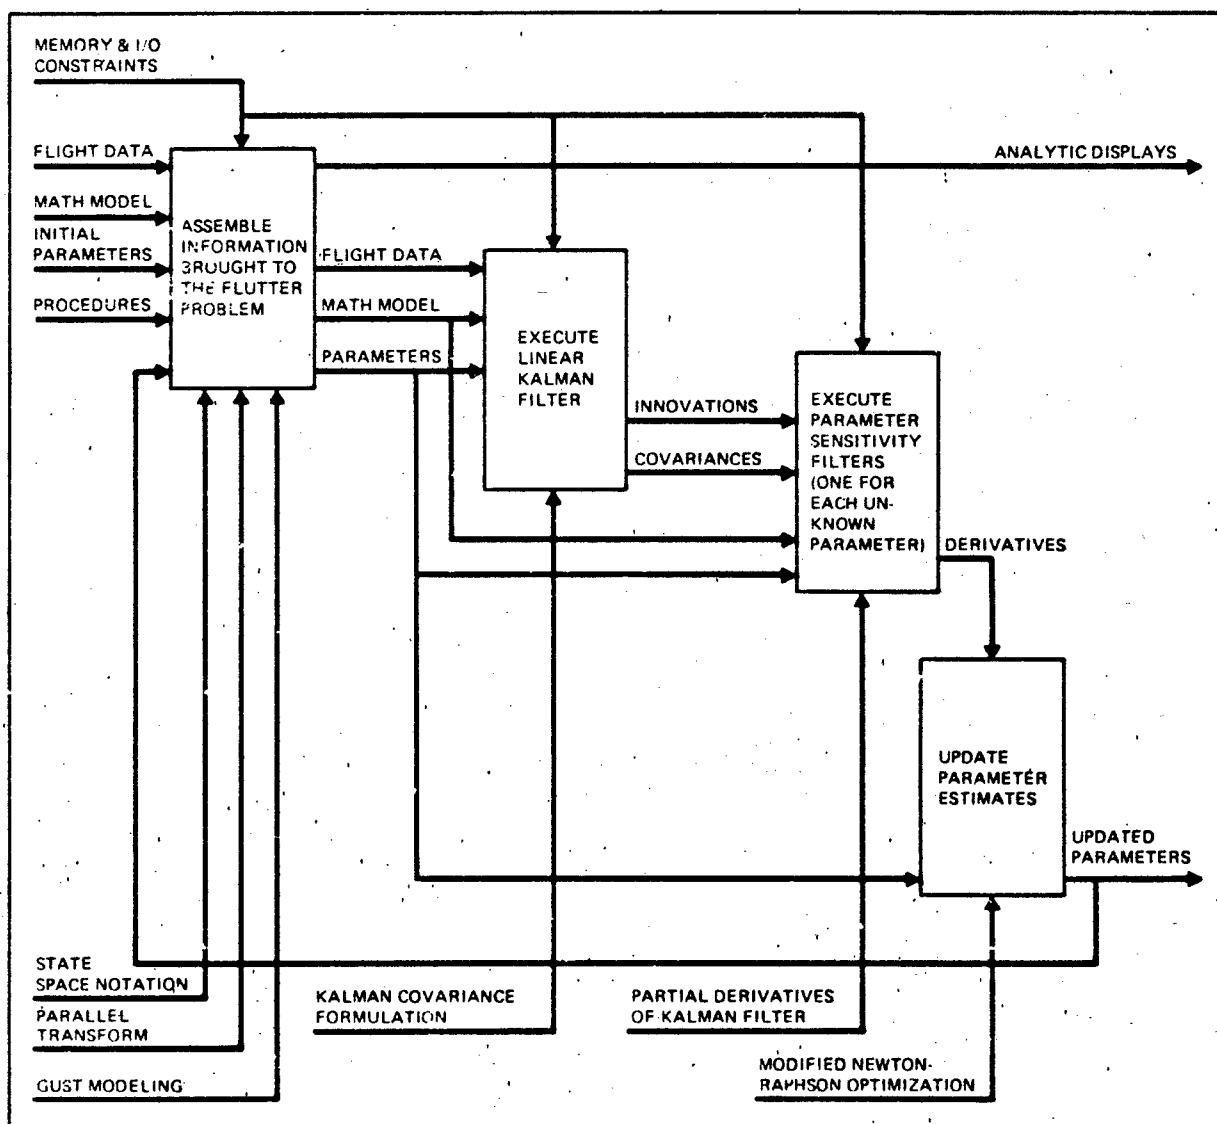 MEMORY & I/O
CONSTRAINTS
FLIGHT DATA
MATH MODEL
INITIAL
PARAMETERS
PROCEDURES
ASSEMBLE
INFORMATION
BROUGHT TO
THE FLUTTER
PROBLEM
ANALYTIC DISPLAYS
FLIGHT DATA
MATH MODEL
PARAMETERS
EXECUTE
LINEAR
KALMAN
FILTER
INNOVATIONS
COVARIANCES
EXECUTE
PARAMETER
SENSITIVITY
FILTERS
(ONE FOR
EACH UN-
KNOWN
PARAMETER)
DERIVATIVES
UPDATE
PARAMETER
ESTIMATES
UPDATED
PARAMETERS
STATE
SPACE NOTATION
PARALLEL
TRANSFORM
GUST MODELING
KALMAN COVARIANCE
FORMULATION
PARTIAL DERIVATIVES
OF KALMAN FILTER
MODIFIED NEWTON-
RAPHSON OPTIMIZATION